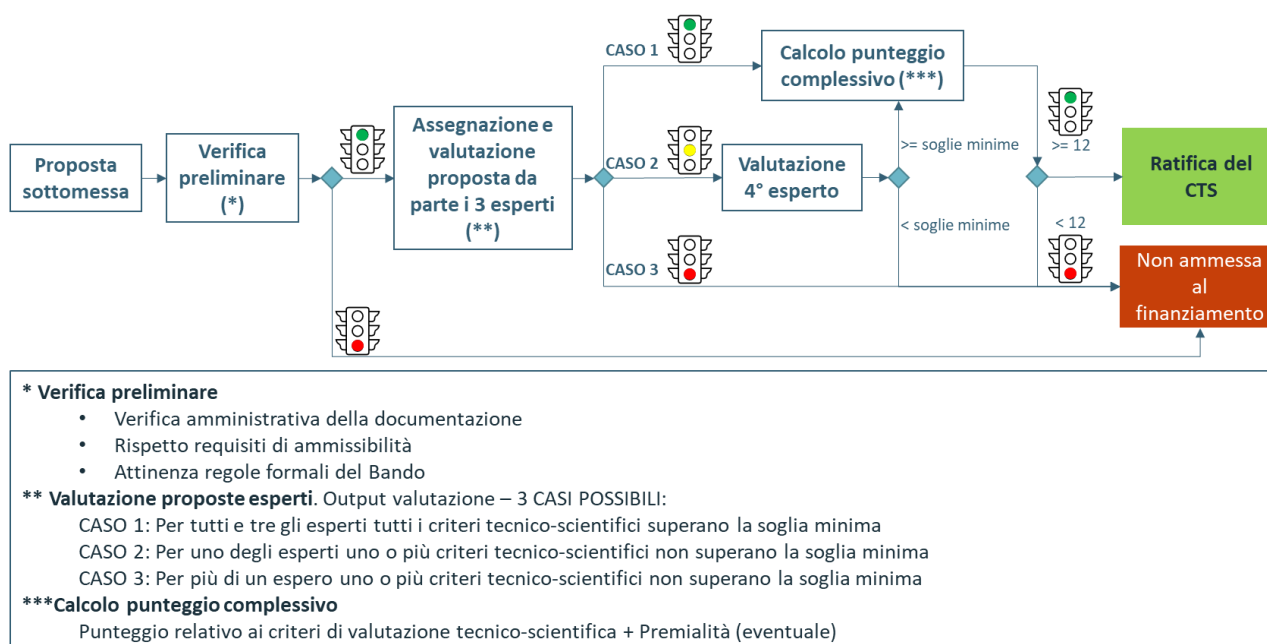 CASO 1
Calcolo punteggio
complessivo (***)
Proposta
sottomessa
Verifica
preliminare
(*)
Assegnazione e
valutazione
proposta da
parte i 3 esperti
(**)
CASO 2
Valutazione
4° esperto
>= soglie minime
< soglie minime
>= 12
< 12
Ratifica del
CTS
CASO 3
Non ammessa
al
finanziamento
* Verifica preliminare
• Verifica amministrativa della documentazione
• Rispetto requisiti di ammissibilità
• Attinenza regole formali del Bando
** Valutazione proposte esperti. Output valutazione – 3 CASI POSSIBILI:
CASO 1: Per tutti e tre gli esperti tutti i criteri tecnico-scientifici superano la soglia minima
CASO 2: Per uno degli esperti uno o più criteri tecnico-scientifici non superano la soglia minima
CASO 3: Per più di un espero uno o più criteri tecnico-scientifici non superano la soglia minima
***Calcolo punteggio complessivo
Punteggio relativo ai criteri di valutazione tecnico-scientifica + Premialità (eventuale)